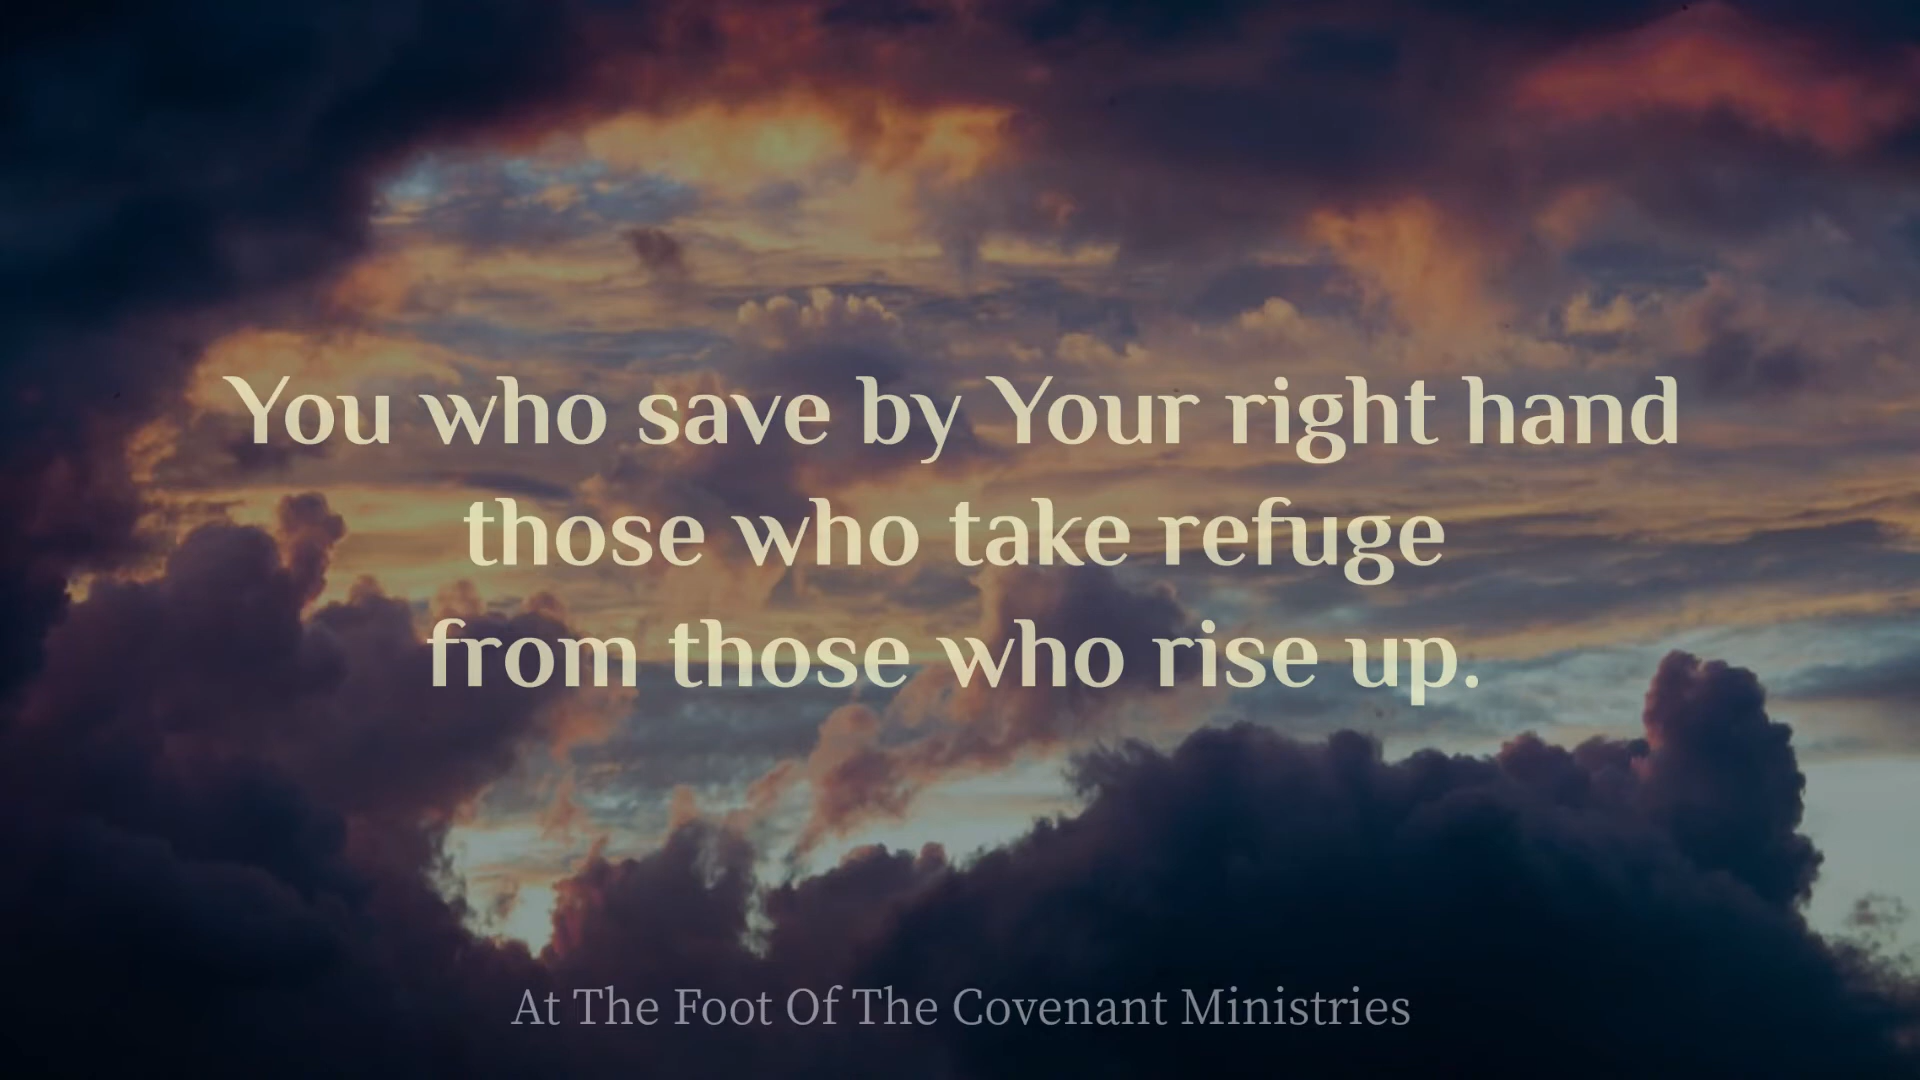 You who save by Your right hand
those who take refuge
from those who rise up.
At The Foot Of The Covenant Ministries